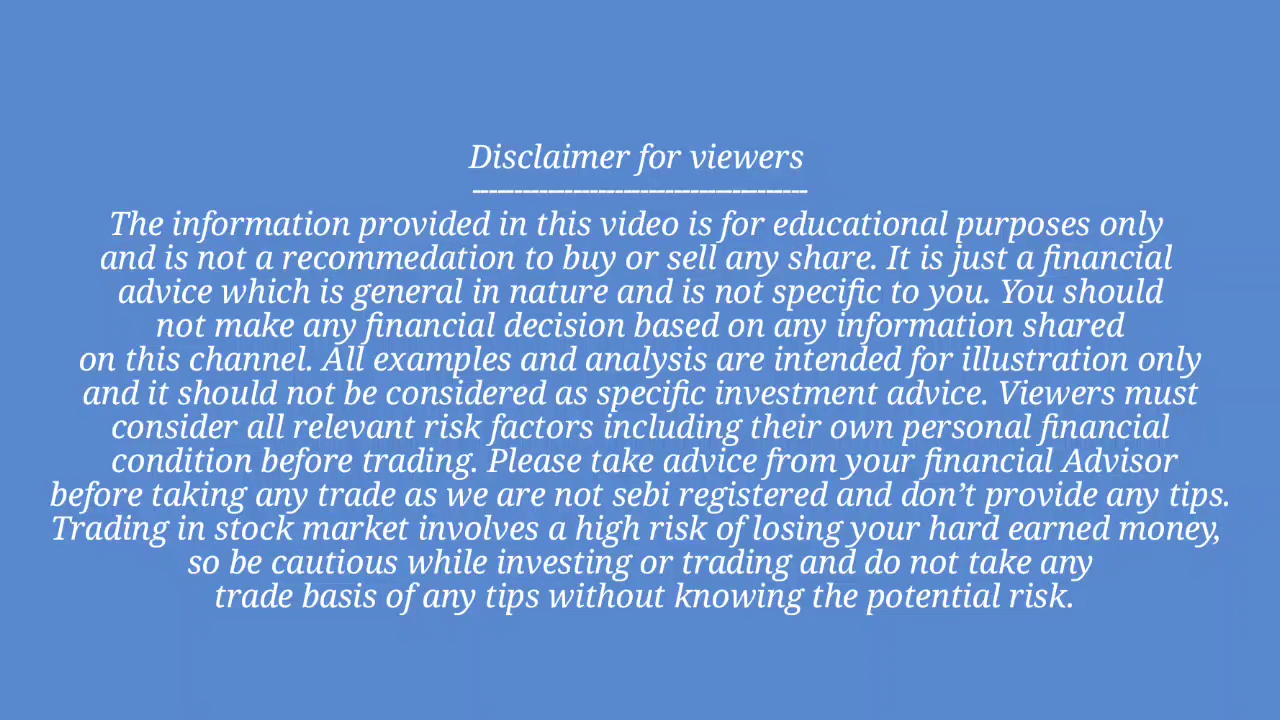 Disclaimer for viewers
----------------------------------------
The information provided in this video is for educational purposes only
and is not a recommedation to buy or sell any share. It is just a financial
advice which is general in nature and is not specific to you. You should
not make any financial decision based on any information shared
on this channel. All examples and analysis are intended for illustration only
and it should not be considered as specific investment advice. Viewers must
consider all relevant risk factors including their own personal financial
condition before trading. Please take advice from your financial Advisor
before taking any trade as we are not sebi registered and don’t provide any tips.
Trading in stock market involves a high risk of losing your hard earned money,
so be cautious while investing or trading and do not take any
trade basis of any tips without knowing the potential risk.